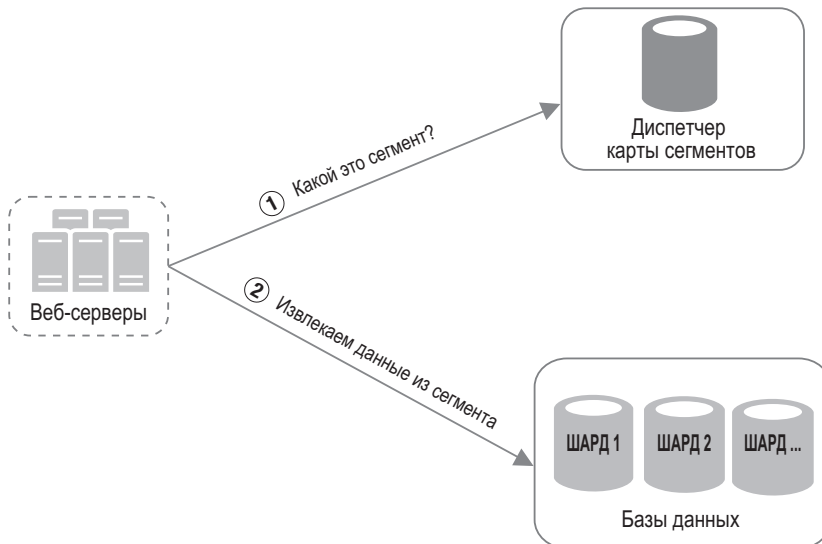 Диспетчер
карты сегментов
1 Какой это сегмент?
Веб-серверы
2 Извлекаем данные из сегмента
ШАРД 1
ШАРД 2
ШАРД ...
Базы данных